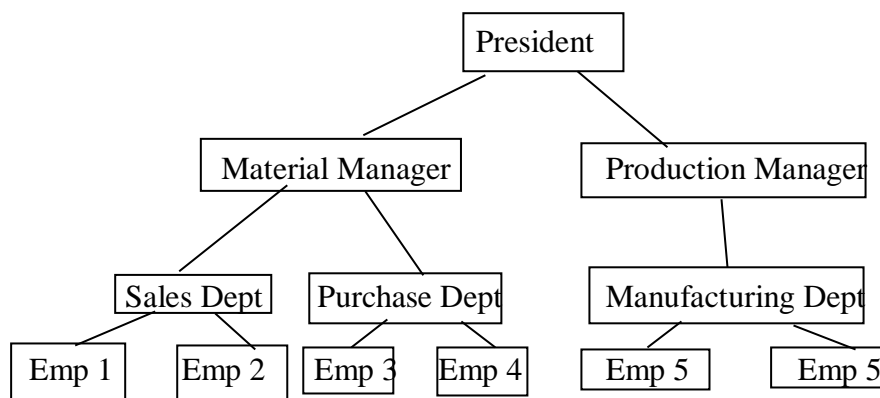 President
Material Manager
Production Manager
Sales Dept
Purchase Dept
Manufacturing Dept
Emp 1
Emp 2
Emp 3
Emp 4
Emp 5
Emp 5